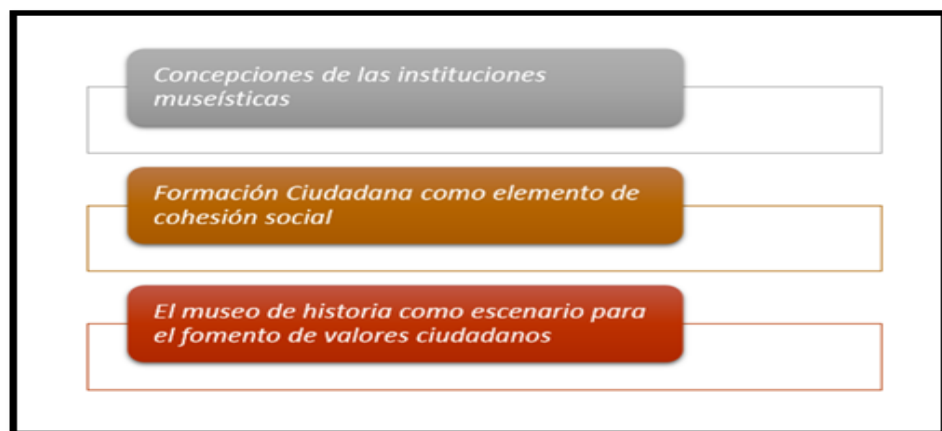 Concepciones de las instituciones
museísticas
Formación Ciudadana como elemento de
cohesión social
El museo de historia como escenario para
el fomento de valores ciudadanos